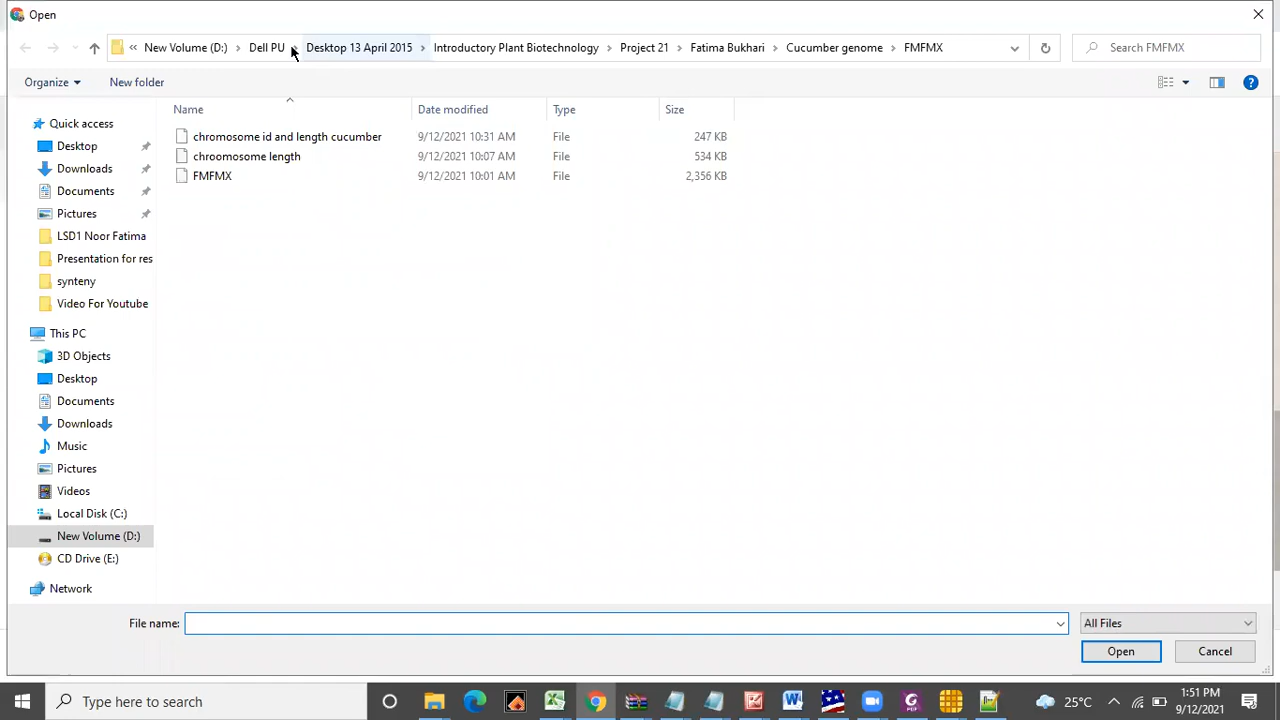 Open
« New Volume (D:) › Dell PU › Desktop 13 April 2015 › Introductory Plant Biotechnology › Project 21 › Fatima Bukhari › Cucumber genome › FMFMX
Search FMFMX
Organize
New folder
Name Date modified Type Size
chromosome id and length cucumber 9/12/2021 10:31 AM File 247 KB
chroomosome length 9/12/2021 10:07 AM File 534 KB
FMFMX 9/12/2021 10:01 AM File 2,356 KB
Quick access
Desktop
Downloads
Documents
Pictures
LSD1 Noor Fatima
Presentation for res
synteny
Video For Youtube
This PC
3D Objects
Desktop
Documents
Downloads
Music
Pictures
Videos
Local Disk (C:)
New Volume (D:)
CD Drive (E:)
Network
File name:
All Files
Open
Cancel
Type here to search
25°C
1:51 PM
9/12/2021